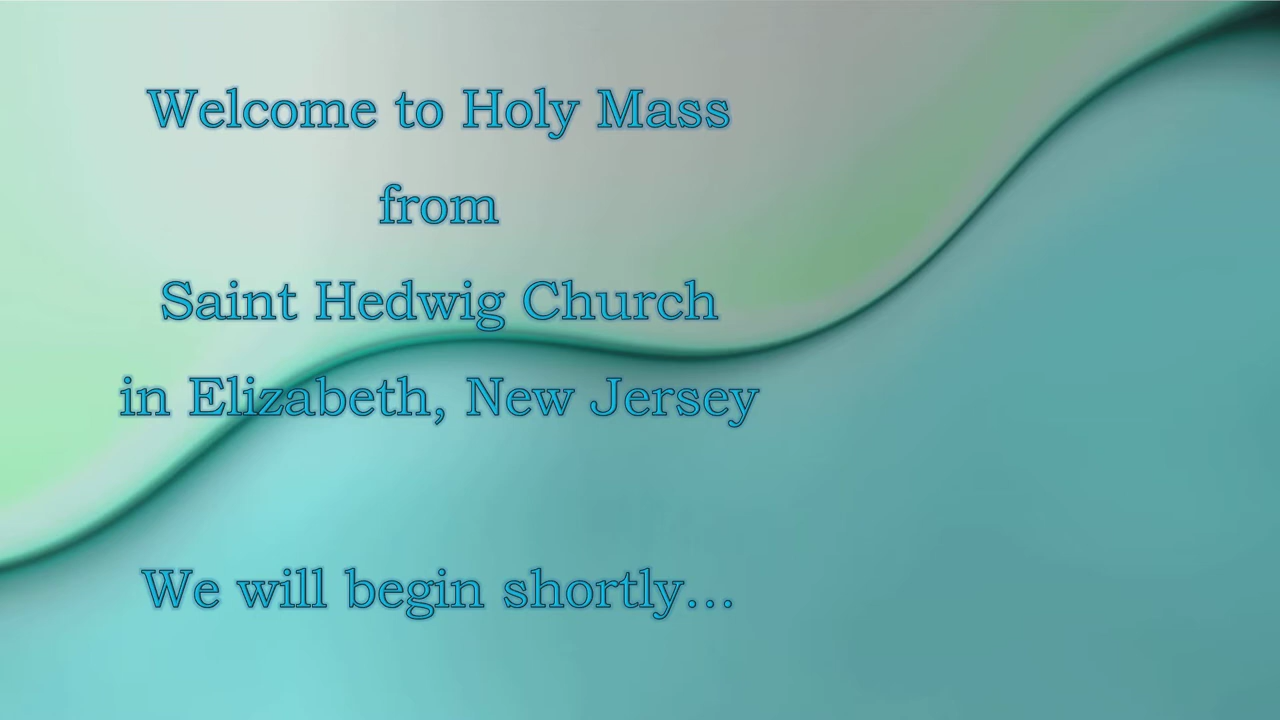 Welcome to Holy Mass
from
Saint Hedwig Church
in Elizabeth, New Jersey
We will begin shortly...